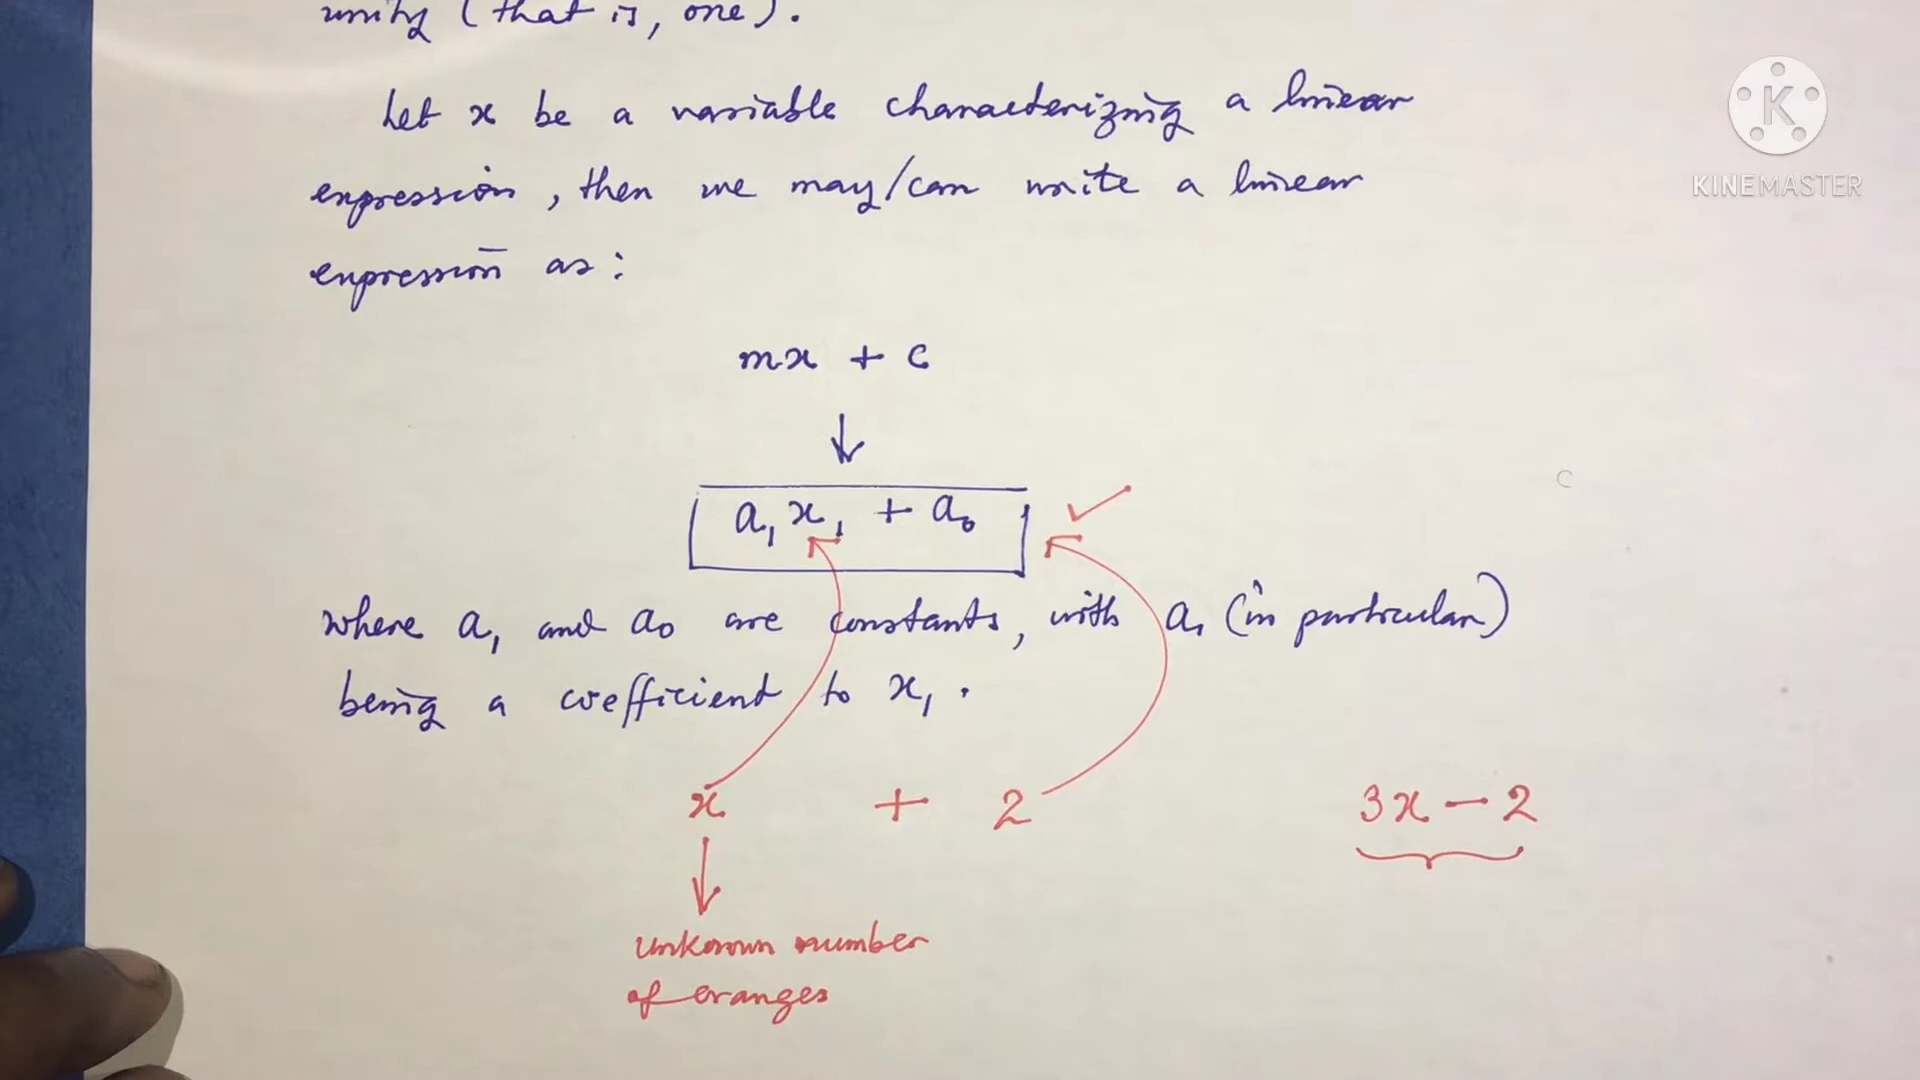 unity (that is, one).
Let x be a variable characterizing a linear
expression, then we may/can write a linear
expression as:
mx + c
↓
a₁x₁ + a₀
where a₁ and a₀ are constants, with a₁ (in particular)
being a coefficient to x₁.
x + 2
3x - 2
unknown number
of oranges
KINEMASTER